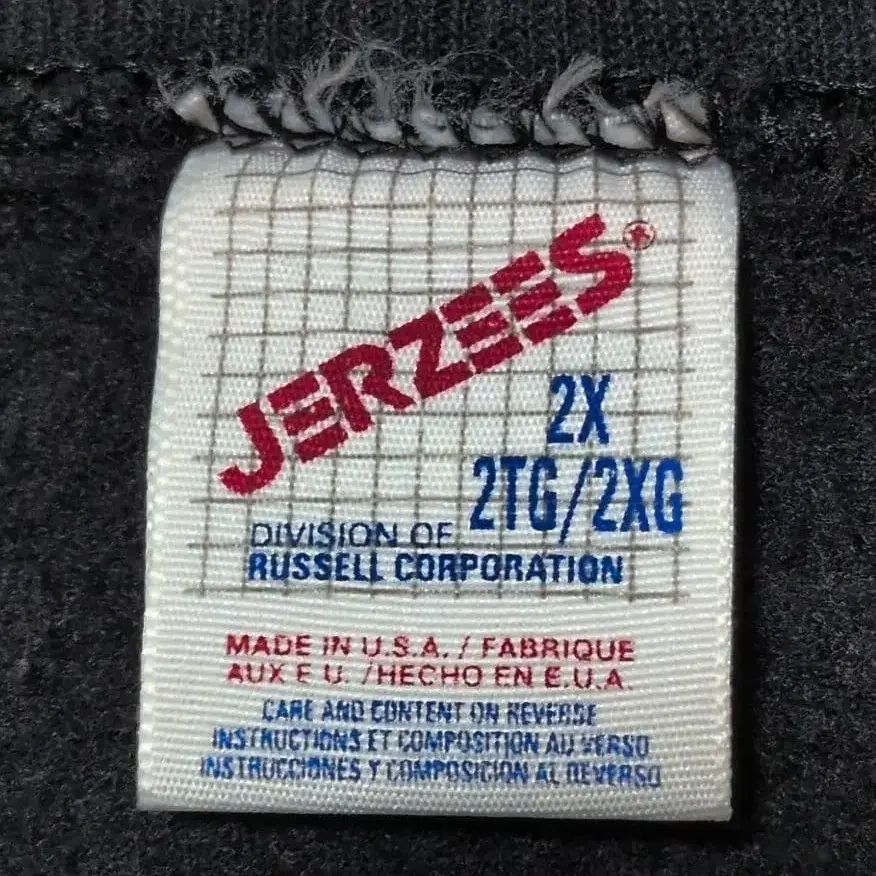 JERZEES
2X
2TG/2XG
DIVISION OF
RUSSELL CORPORATION
MADE IN U.S.A. / FABRIQUE
AUX E U. /HECHO EN E.U.A.
CARE AND CONTENT ON REVERSE
INSTRUCTIONS ET COMPOSITION AU VERSO
INSTRUCCIONES Y COMPOSICION AL REVERSO